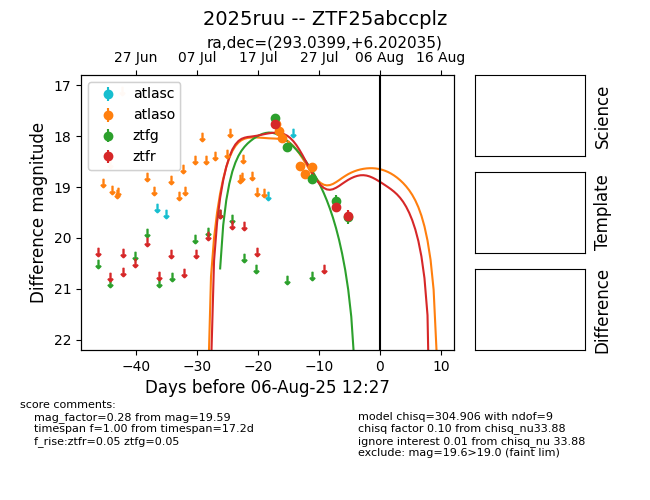 2025ruu -- ZTF25abccplz
ra,dec=(293.0399,+6.202035)
27 Jun 07 Jul 17 Jul 27 Jul 06 Aug 16 Aug
17
18
19
20
21
22
Difference magnitude
atlasc
atlaso
ztfg
ztfr
−40 −30 −20 −10 0 10
Days before 06-Aug-25 12:27
Science
Template
Difference
score comments:
mag_factor=0.28 from mag=19.59
timespan f=1.00 from timespan=17.2d
f_rise:ztfr=0.05 ztfg=0.05
model chisq=304.906 with ndof=9
chisq factor 0.10 from chisq_nu33.88
ignore interest 0.01 from chisq_nu 33.88
exclude: mag=19.6>19.0 (faint lim)